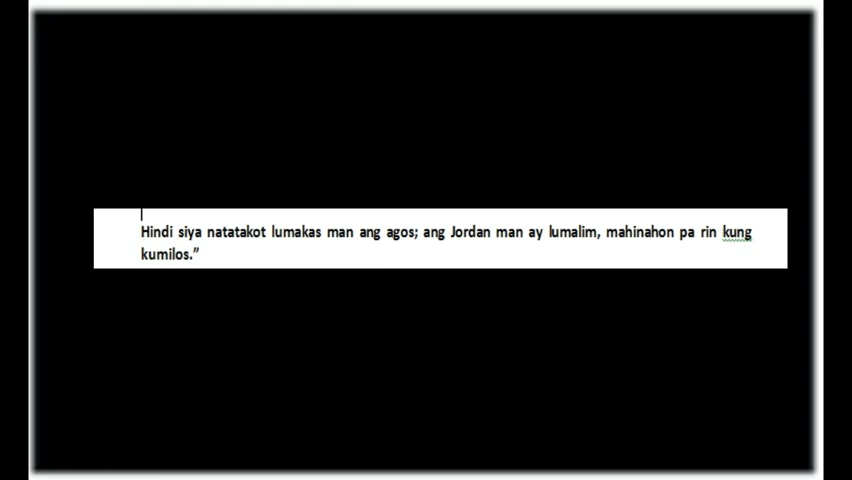 Hindi siya natatakot lumakas man ang agos; ang Jordan man ay lumalim, mahinahon pa rin kung
kumilos.”